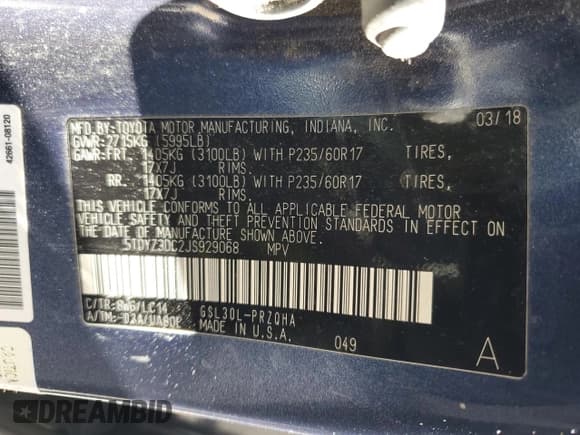 MFD.BY:TOYOTA MOTOR MANUFACTURING, INDIANA, INC. 03/18
GVWR:2715KG (5995LB)
GAWR:FRT. 1405KG (3100LB) WITH P235/60R17 TIRES,
17X7J RIMS.
RR. 1405KG (3100LB) WITH P235/60R17 TIRES,
17X7J RIMS.
THIS VEHICLE CONFORMS TO ALL APPLICABLE FEDERAL MOTOR
VEHICLE SAFETY AND THEFT PREVENTION STANDARDS IN EFFECT ON
THE DATE OF MANUFACTURE SHOWN ABOVE.
5TDYZ3DC2JS929068 MPV
C/TR: /LC14 GSL30L-PRZQHA
A/TM: MADE IN U.S.A. 049 A
42661-08120
DREAMBID